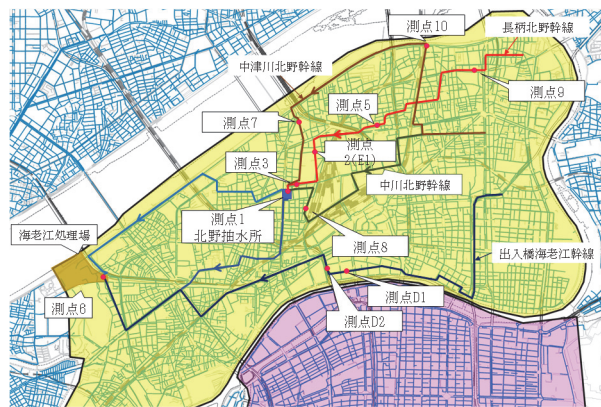 測点10
長柄北野幹線
中津川北野幹線
測点5
測点9
測点7
測点
2(E1)
測点3
中川北野幹線
測点1
北野抽水所
海老江処理場
測点8
出入橋海老江幹線
測点6
測点D1
測点D2